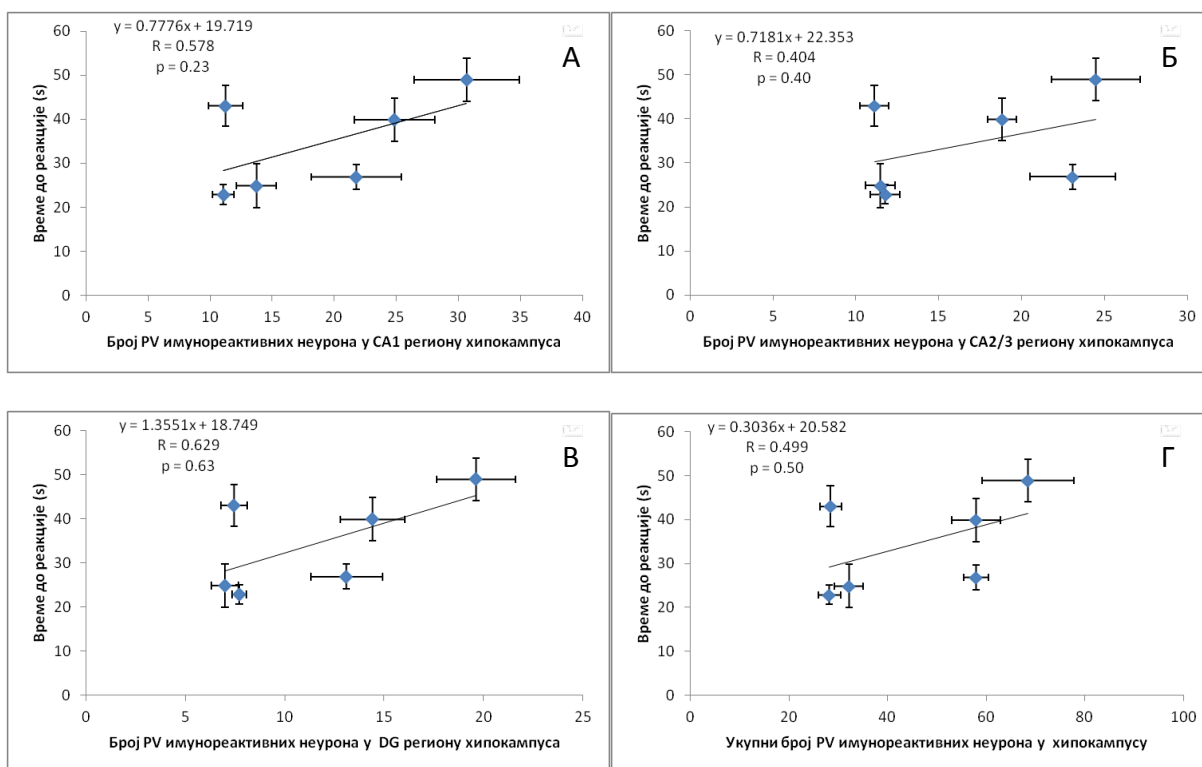 y = 0.7776x + 19.719
R = 0.578
p = 0.23
А
60
50
40
30
20
10
0
Време до реакције (s)
0 5 10 15 20 25 30 35 40
Број PV имунореактивних неурона у CA1 региону хипокампуса
y = 0.7181x + 22.353
R = 0.404
p = 0.40
Б
60
50
40
30
20
10
0
Време до реакције (s)
0 5 10 15 20 25 30
Број PV имунореактивних неурона у CA2/3 региону хипокампуса
y = 1.3551x + 18.749
R = 0.629
p = 0.63
В
60
50
40
30
20
10
0
Време до реакције (s)
0 5 10 15 20 25
Број PV имунореактивних неурона у DG региону хипокампуса
y = 0.3036x + 20.582
R = 0.499
p = 0.50
Г
60
50
40
30
20
10
0
Време до реакције (s)
0 20 40 60 80 100
Укупни број PV имунореактивних неурона у хипокампусу